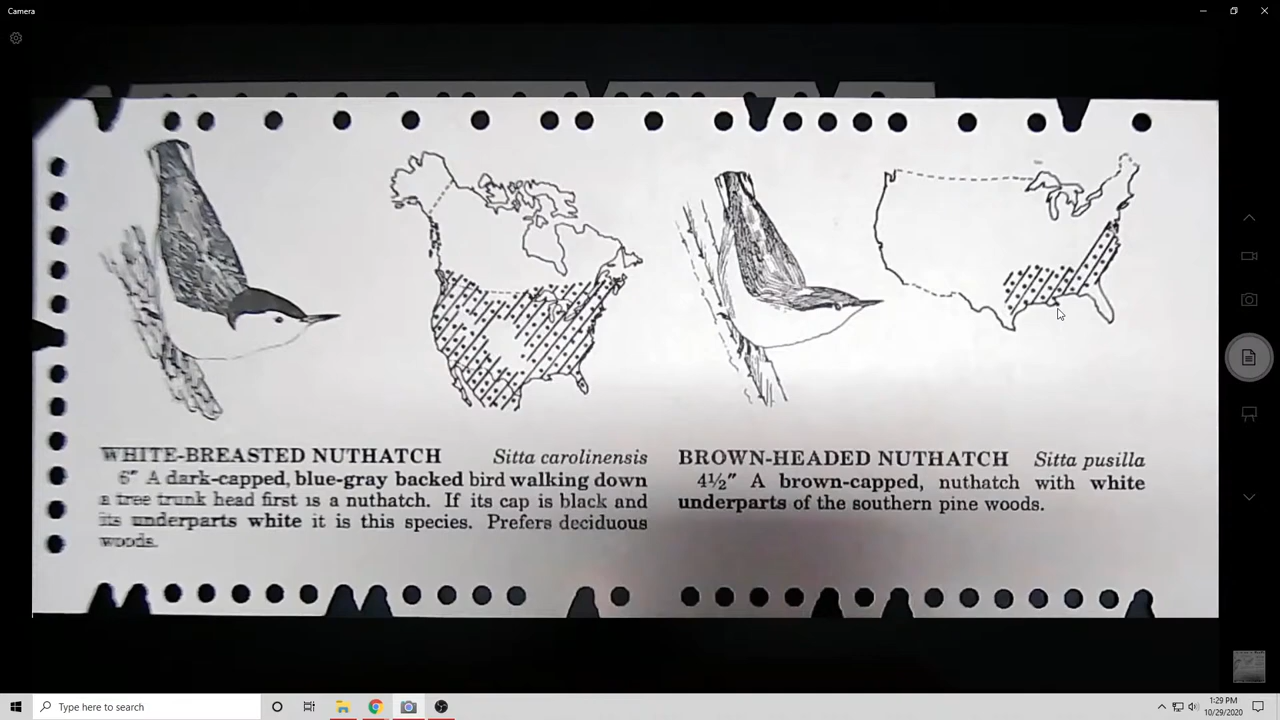 Camera
WHITE-BREASTED NUTHATCH Sitta carolinensis
6" A dark-capped, blue-gray backed bird walking down
a tree trunk head first is a nuthatch. If its cap is black and
its underparts white it is this species. Prefers deciduous
woods.
BROWN-HEADED NUTHATCH Sitta pusilla
4½" A brown-capped, nuthatch with white
underparts of the southern pine woods.
Type here to search
1:29 PM
10/29/2020